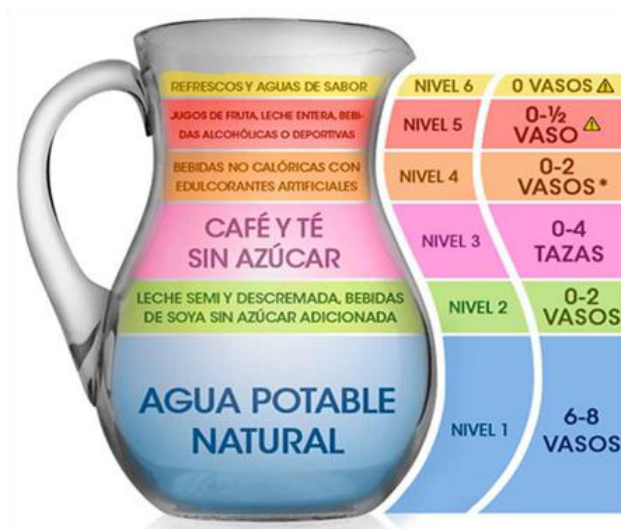 REFRESCOS Y AGUAS DE SABOR
NIVEL 6
0 VASOS
JUGOS DE FRUTA, LECHE ENTERA, BEBI-
DAS ALCOHÓLICAS O DEPORTIVAS
NIVEL 5
0-½
VASO
BEBIDAS NO CALÓRICAS CON
EDULCORANTES ARTIFICIALES
NIVEL 4
0-2
VASOS*
CAFÉ Y TÉ
SIN AZÚCAR
NIVEL 3
0-4
TAZAS
LECHE SEMI Y DESCREMADA, BEBIDAS
DE SOYA SIN AZÚCAR ADICIONADA
NIVEL 2
0-2
VASOS
AGUA POTABLE
NATURAL
NIVEL 1
6-8
VASOS